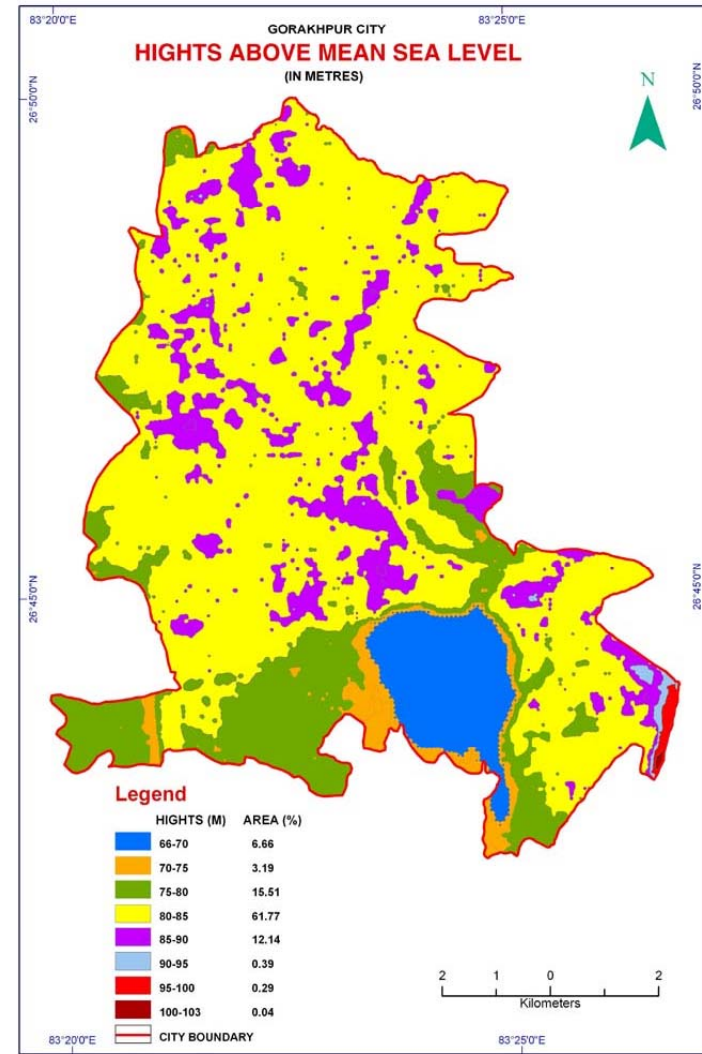 83°20'0"E 83°25'0"E
GORAKHPUR CITY
HIGHTS ABOVE MEAN SEA LEVEL
(IN METRES)
N
26°50'0"N 26°50'0"N
26°45'0"N 26°45'0"N
Legend
HIGHTS (M) AREA (%)
66-70 6.66
70-75 3.19
75-80 15.51
80-85 61.77
85-90 12.14
90-95 0.39
95-100 0.29
100-103 0.04
CITY BOUNDARY
2 1 0 2
Kilometers
83°20'0"E 83°25'0"E